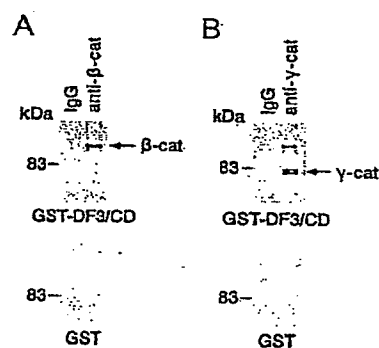 A
IgG
anti-β-cat
kDa
β-cat
83
GST-DF3/CD
83
GST
B
IgG
anti-γ-cat
kDa
83
γ-cat
GST-DF3/CD
83
GST